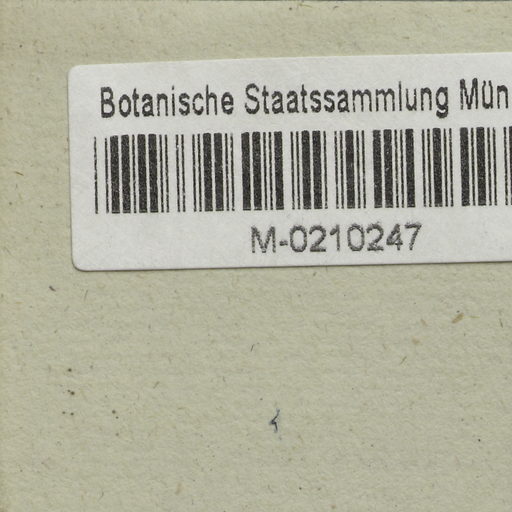 Botanische Staatssammlung Mün
M-0210247